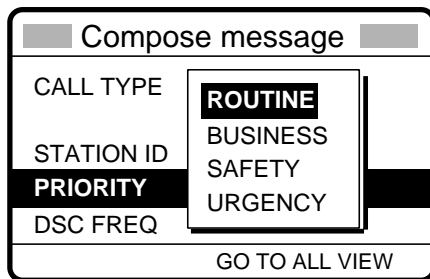 Compose message
CALL TYPE
ROUTINE
BUSINESS
STATION ID
SAFETY
PRIORITY
URGENCY
DSC FREQ
GO TO ALL VIEW